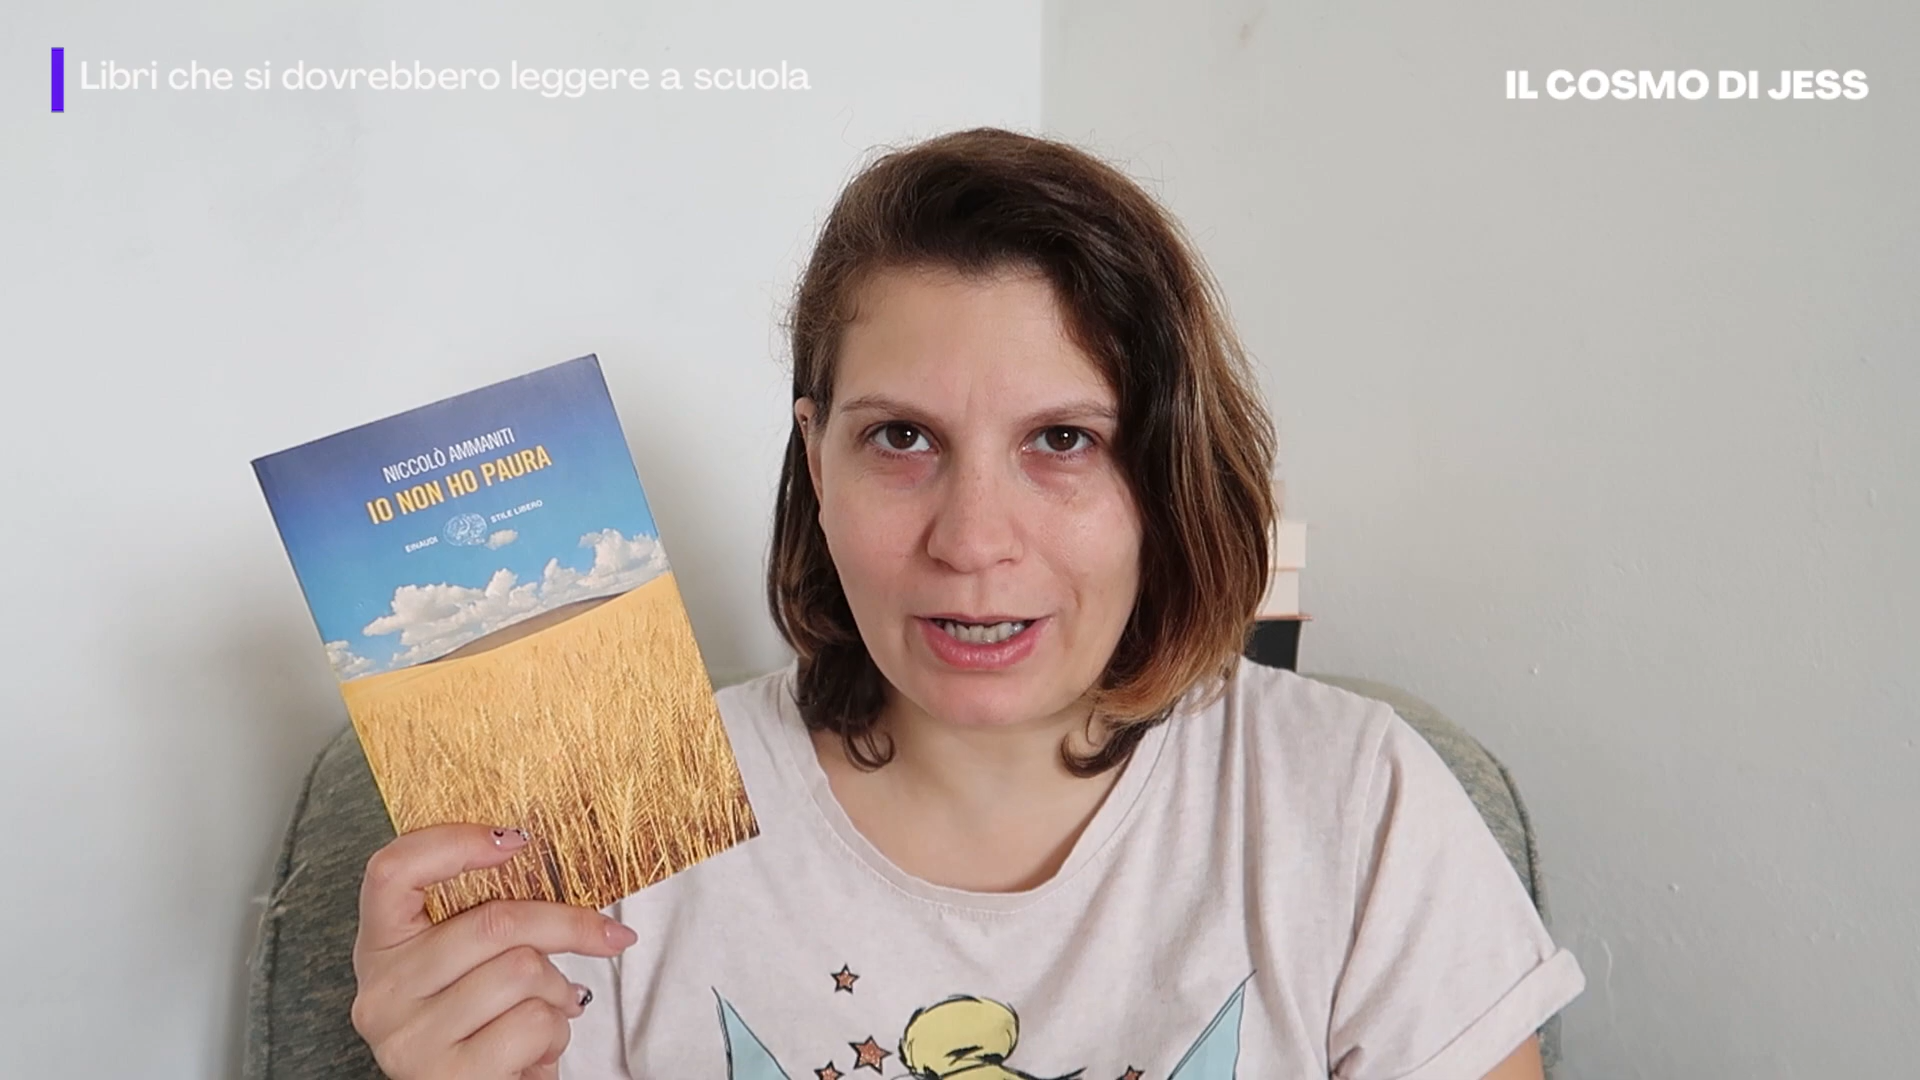 Libri che si dovrebbero leggere a scuola
IL COSMO DI JESS
NICCOLÒ AMMANITI
IO NON HO PAURA
EINAUDI STILE LIBERO